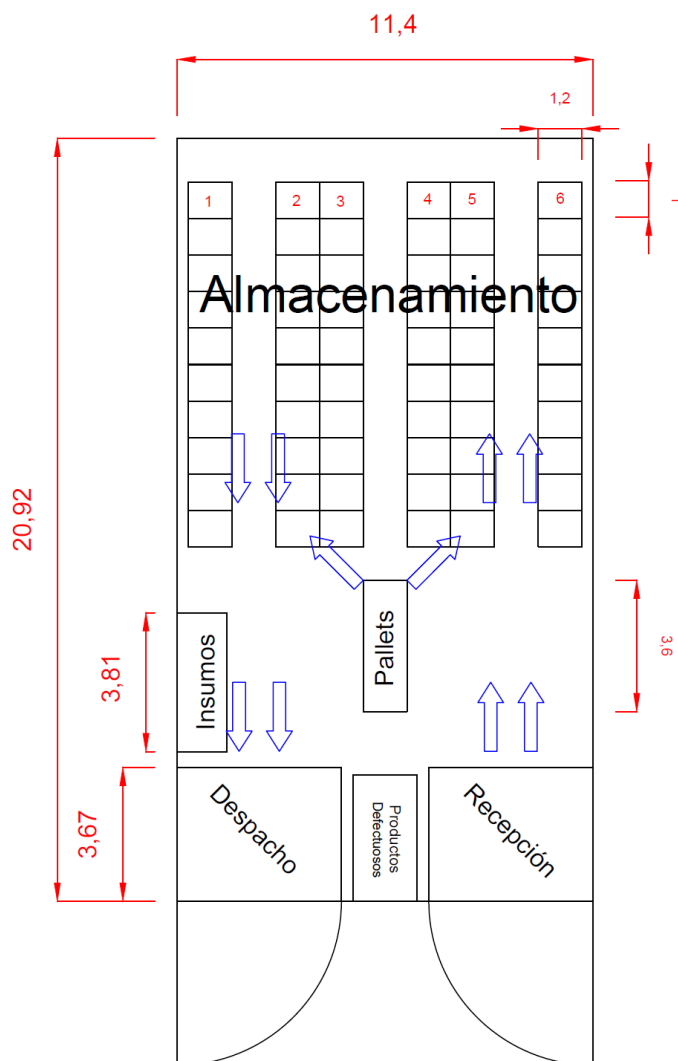 11,4
1,2
1 2 3 4 5 6
1
Almacenamiento
20,92
Pallets
3,6
Insumos
3,81
Despacho
Productos
Defectuosos
Recepción
3,67